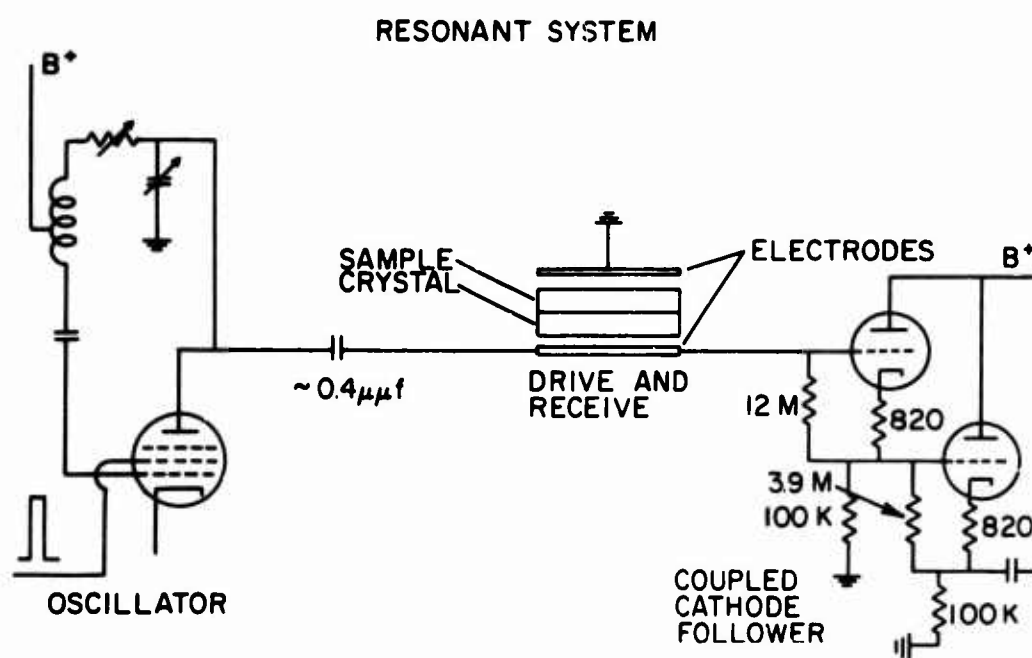 RESONANT SYSTEM
B+
SAMPLE
CRYSTAL
ELECTRODES
B+
~0.4μμf
DRIVE AND
RECEIVE
12 M
820
3.9 M
100 K
820
OSCILLATOR
COUPLED
CATHODE
FOLLOWER
100K